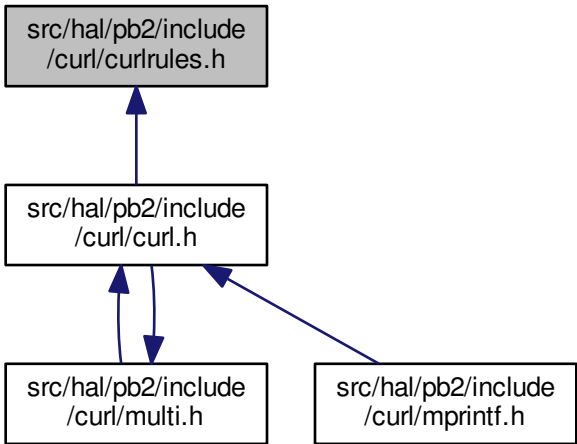 src/hal/pb2/include
/curl/curlrules.h
src/hal/pb2/include
/curl/curl.h
src/hal/pb2/include
/curl/multi.h
src/hal/pb2/include
/curl/mprintf.h